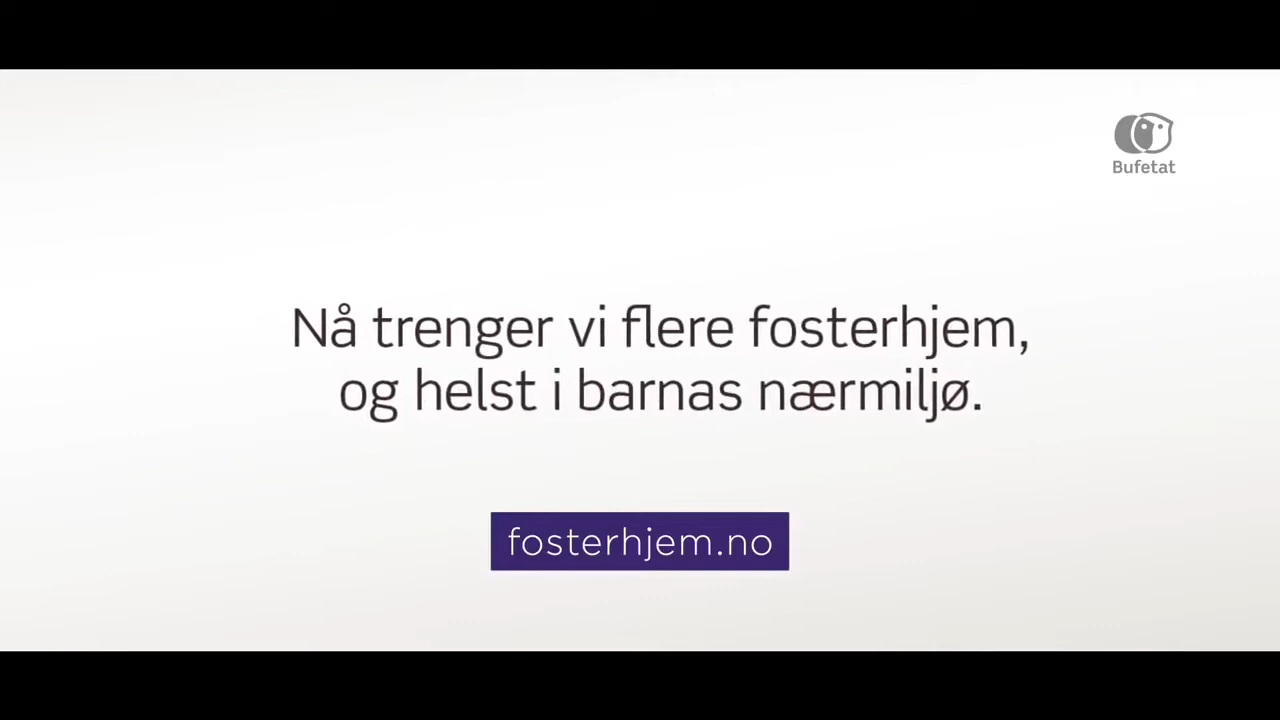 Bufetat
Nå trenger vi flere fosterhjem,
og helst i barnas nærmiljø.
fosterhjem.no